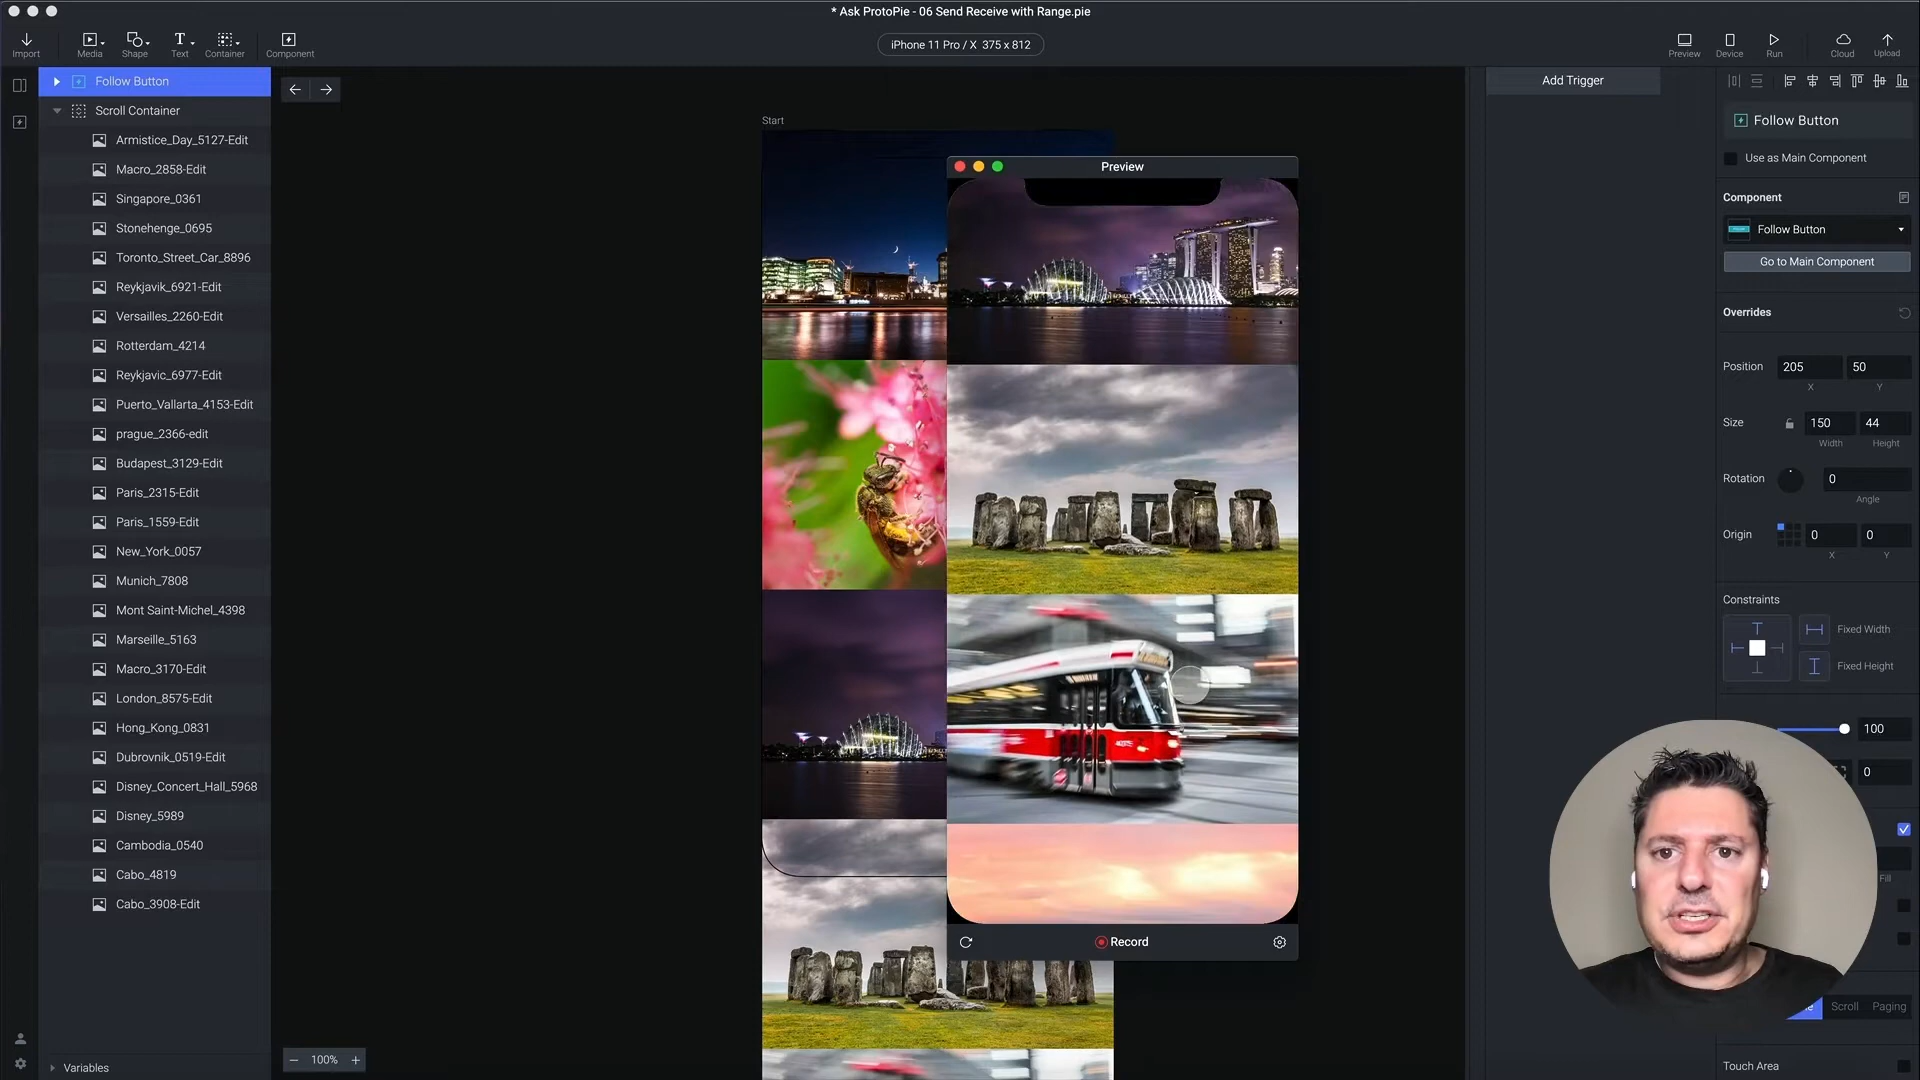 * Ask ProtoPie - 06 Send Receive with Range.pie
Import
Media
Shape
Text
Container
Component
iPhone 11 Pro / X 375 x 812
Preview
Device
Run
Cloud
Upload
Follow Button
Scroll Container
Armistice_Day_5127-Edit
Macro_2858-Edit
Singapore_0361
Stonehenge_0695
Toronto_Street_Car_8896
Reykjavik_6921-Edit
Versailles_2260-Edit
Rotterdam_4214
Reykjavic_6977-Edit
Puerto_Vallarta_4153-Edit
prague_2366-edit
Budapest_3129-Edit
Paris_2315-Edit
Paris_1559-Edit
New_York_0057
Munich_7808
Mont Saint-Michel_4398
Marseille_5163
Macro_3170-Edit
London_8575-Edit
Hong_Kong_0831
Dubrovnik_0519-Edit
Disney_Concert_Hall_5968
Disney_5989
Cambodia_0540
Cabo_4819
Cabo_3908-Edit
Variables
Start
Preview
Record
100%
Add Trigger
Follow Button
Use as Main Component
Component
Follow Button
Go to Main Component
Overrides
Position 205 50
X Y
Size 150 44
Width Height
Rotation 0
Angle
Origin 0 0
X Y
Constraints
Fixed Width
Fixed Height
100
0
Fill
Scroll Paging
Touch Area